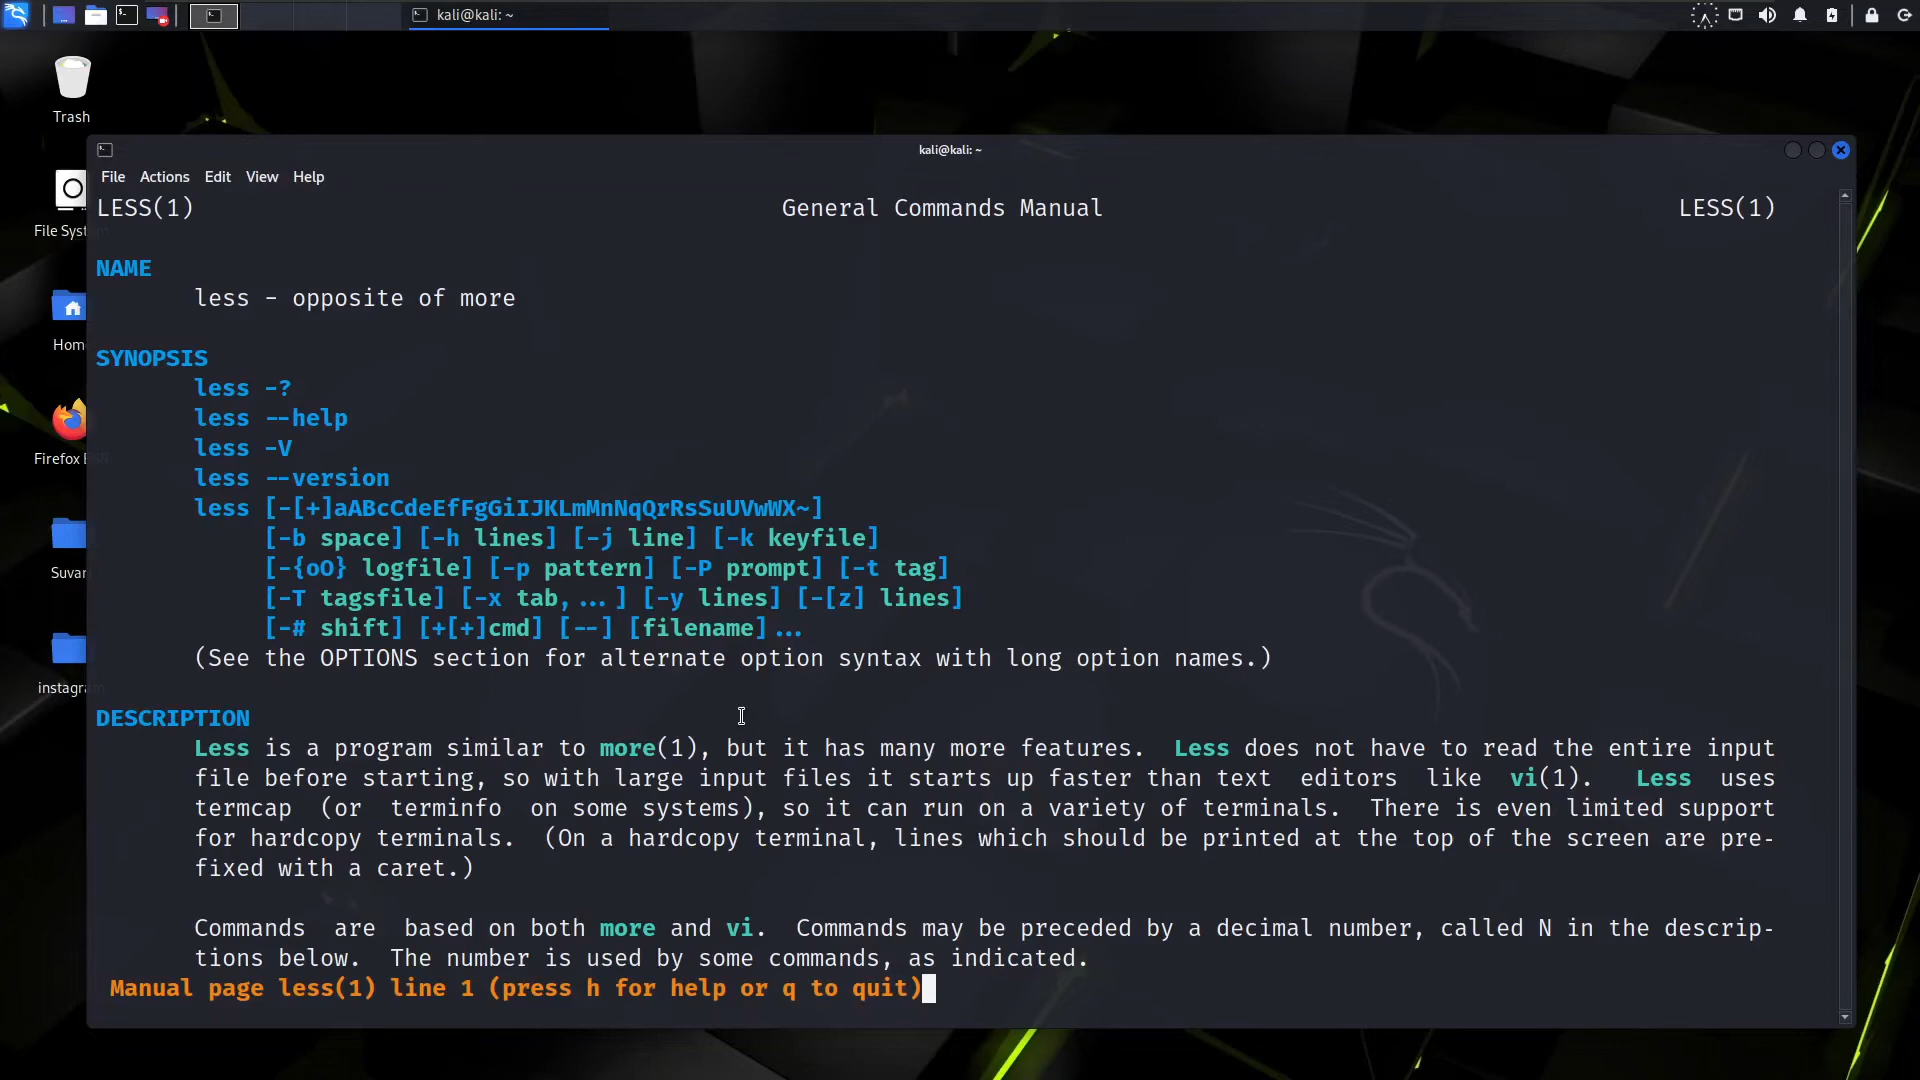 kali@kali: ~
Trash
File Sys
Hom
Firefox ESR
Suvar
instagram
kali@kali: ~
File Actions Edit View Help
LESS(1) General Commands Manual LESS(1)
NAME
less - opposite of more
SYNOPSIS
less -?
less --help
less -V
less --version
less [-[+]aABcCdeEfFgGiIJKLmMnNqQrRsSuUVwWX~]
[-b space] [-h lines] [-j line] [-k keyfile]
[-{oO} logfile] [-p pattern] [-P prompt] [-t tag]
[-T tagsfile] [-x tab,...] [-y lines] [-[z] lines]
[-# shift] [+[+]cmd] [--] [filename]...
(See the OPTIONS section for alternate option syntax with long option names.)
DESCRIPTION
Less is a program similar to more(1), but it has many more features. Less does not have to read the entire input
file before starting, so with large input files it starts up faster than text editors like vi(1). Less uses
termcap (or terminfo on some systems), so it can run on a variety of terminals. There is even limited support
for hardcopy terminals. (On a hardcopy terminal, lines which should be printed at the top of the screen are pre-
fixed with a caret.)
Commands are based on both more and vi. Commands may be preceded by a decimal number, called N in the descrip-
tions below. The number is used by some commands, as indicated.
Manual page less(1) line 1 (press h for help or q to quit)